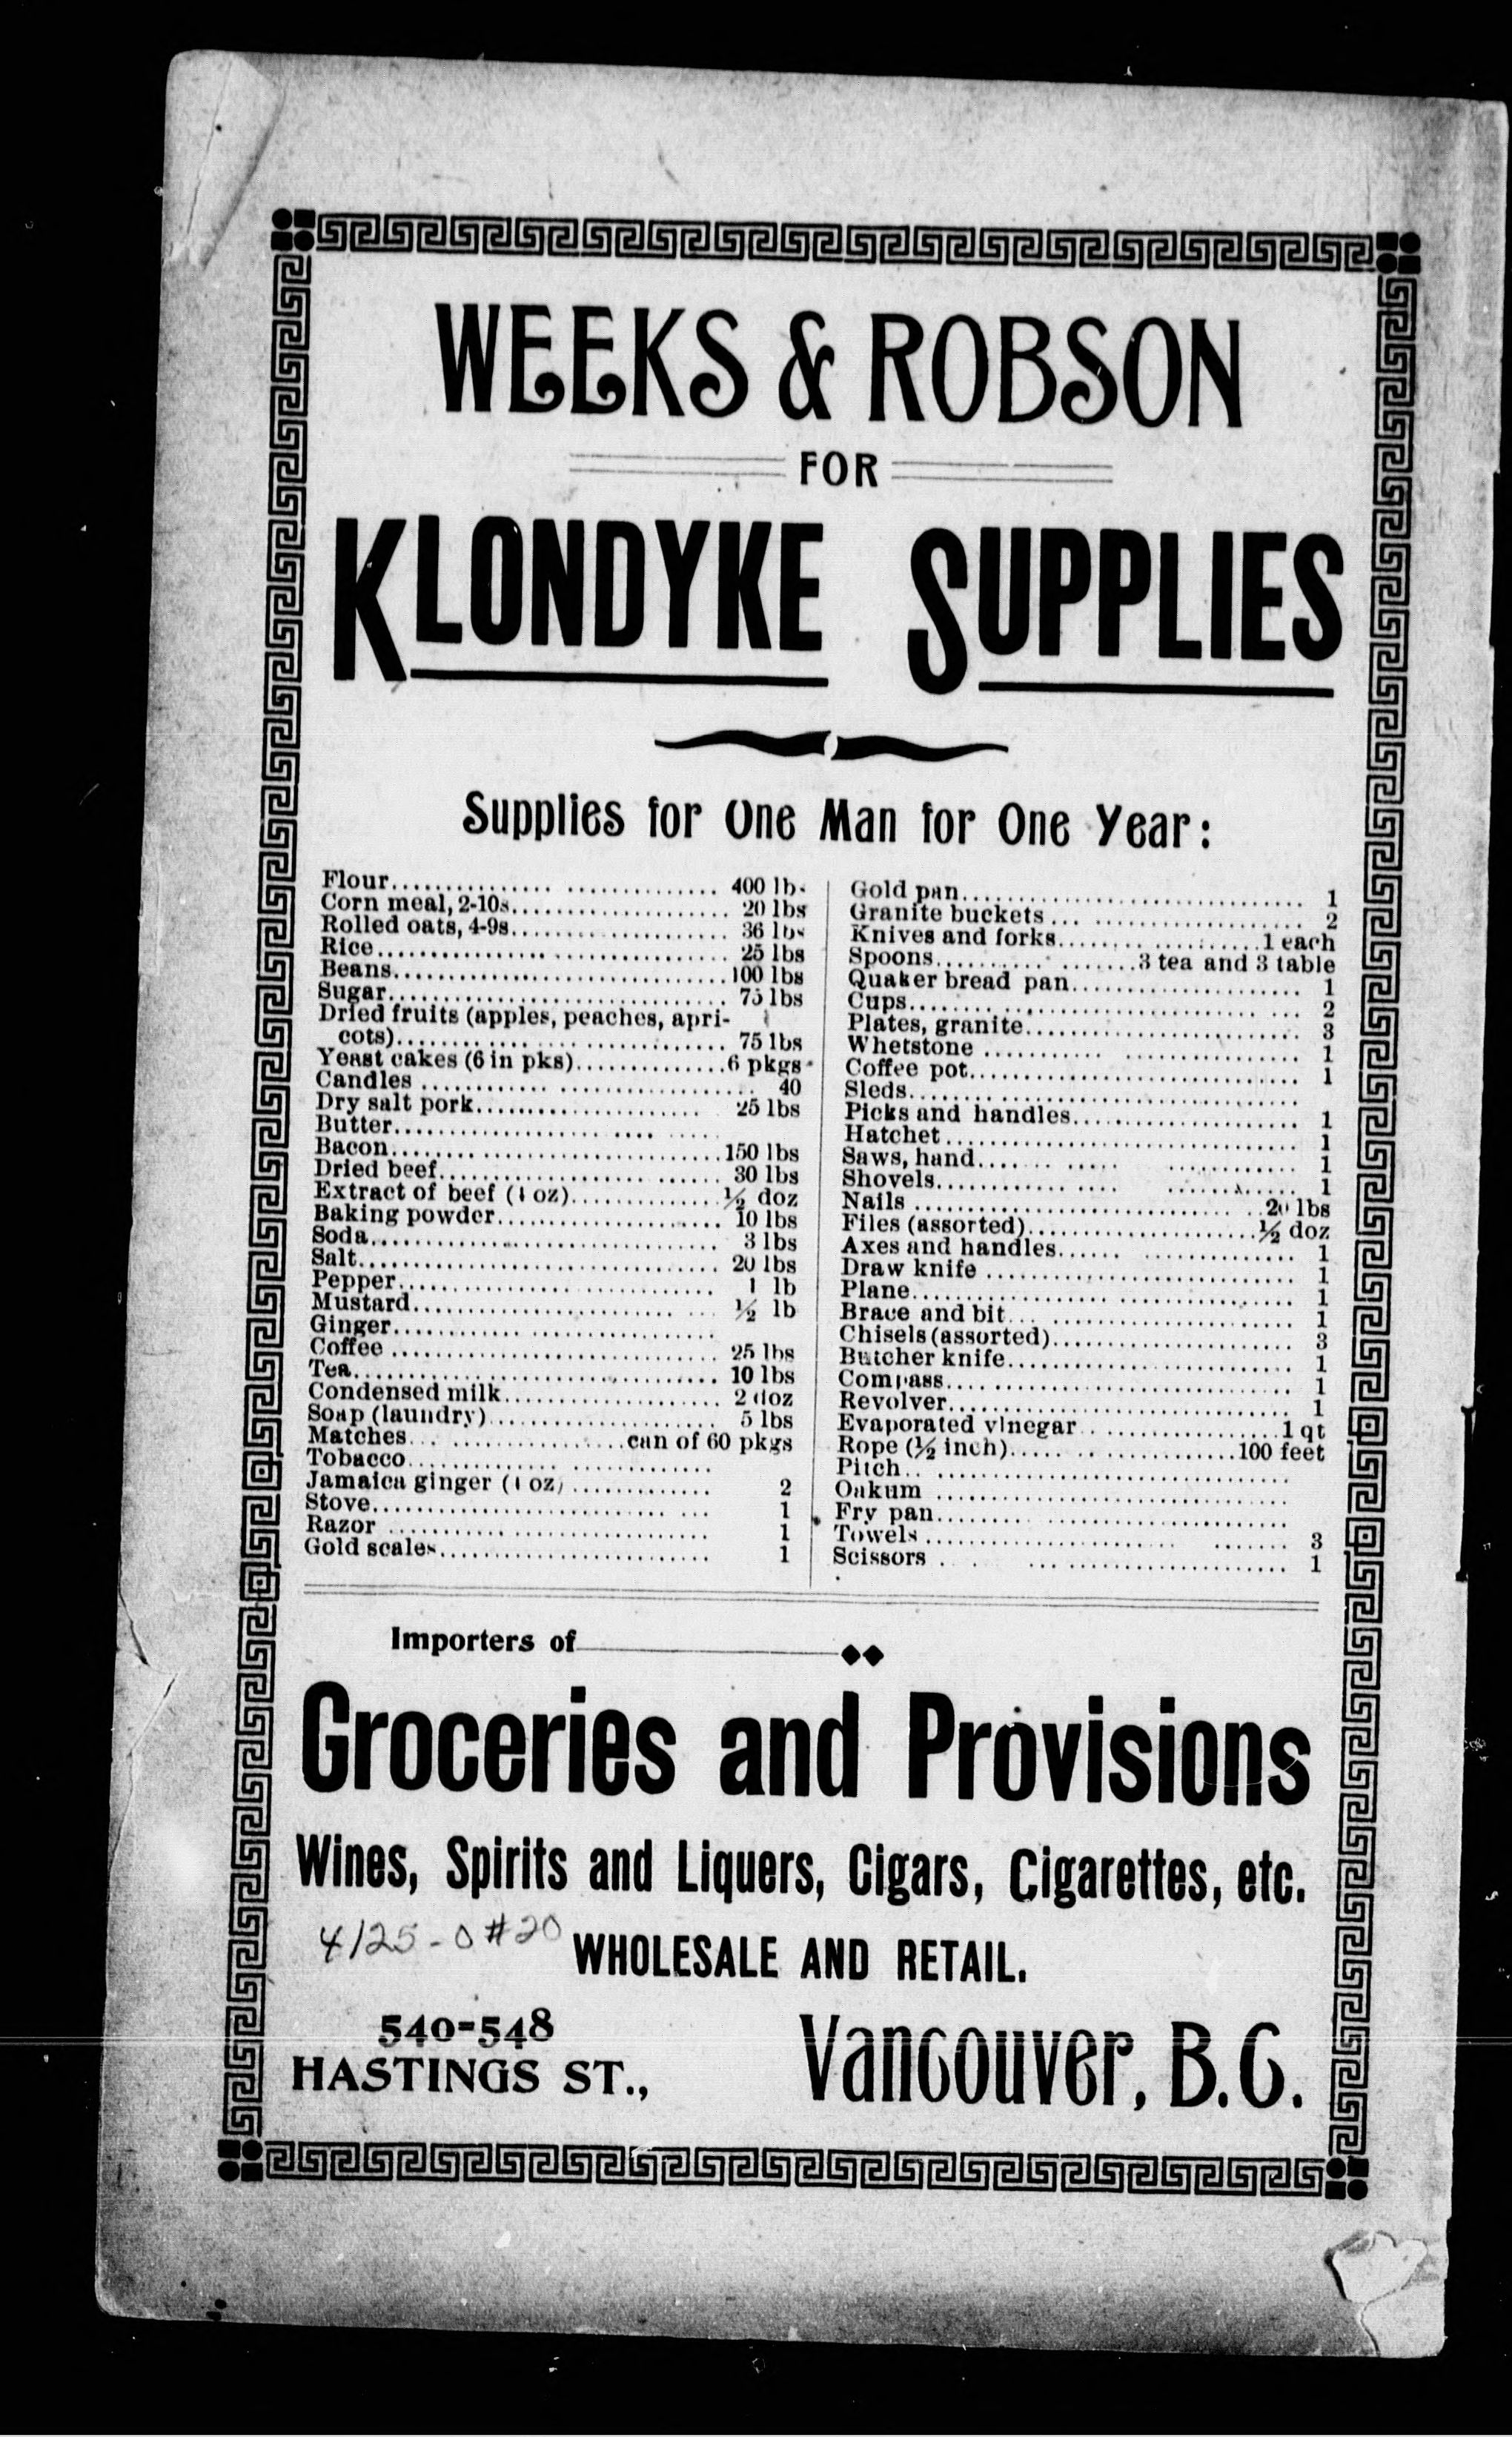 WEEKS & ROBSON
FOR
KLONDYKE SUPPLIES
Supplies for One Man for One Year:
Flour 400 lbs
Corn meal, 2-10s 20 lbs
Rolled oats, 4-9s 36 lbs
Rice 25 lbs
Beans 100 lbs
Sugar 75 lbs
Dried fruits (apples, peaches, apri-
cots) 75 lbs
Yeast cakes (6 in pks) 6 pkgs
Candles 40
Dry salt pork 25 lbs
Butter
Bacon 150 lbs
Dried beef 30 lbs
Extract of beef (1 oz) ½ doz
Baking powder 10 lbs
Soda 3 lbs
Salt 20 lbs
Pepper 1 lb
Mustard ½ lb
Ginger
Coffee 25 lbs
Tea 10 lbs
Condensed milk 2 doz
Soap (laundry) 5 lbs
Matches can of 60 pkgs
Tobacco
Jamaica ginger (1 oz) 2
Stove 1
Razor 1
Gold scales 1
Gold pan 1
Granite buckets 2
Knives and forks 1 each
Spoons 3 tea and 3 table
Quaker bread pan 1
Cups 2
Plates, granite 3
Whetstone 1
Coffee pot 1
Sleds
Picks and handles 1
Hatchet 1
Saws, hand 1
Shovels 1
Nails 20 lbs
Files (assorted) ½ doz
Axes and handles 1
Draw knife 1
Plane 1
Brace and bit 1
Chisels (assorted) 3
Butcher knife 1
Compass 1
Revolver 1
Evaporated vinegar 1 qt
Rope (½ inch) 100 feet
Pitch
Oakum
Fry pan
Towels 3
Scissors 1
Importers of
Groceries and Provisions
Wines, Spirits and Liquers, Cigars, Cigarettes, etc.
4125-0 #20
WHOLESALE AND RETAIL.
540-548
HASTINGS ST., Vancouver, B.C.